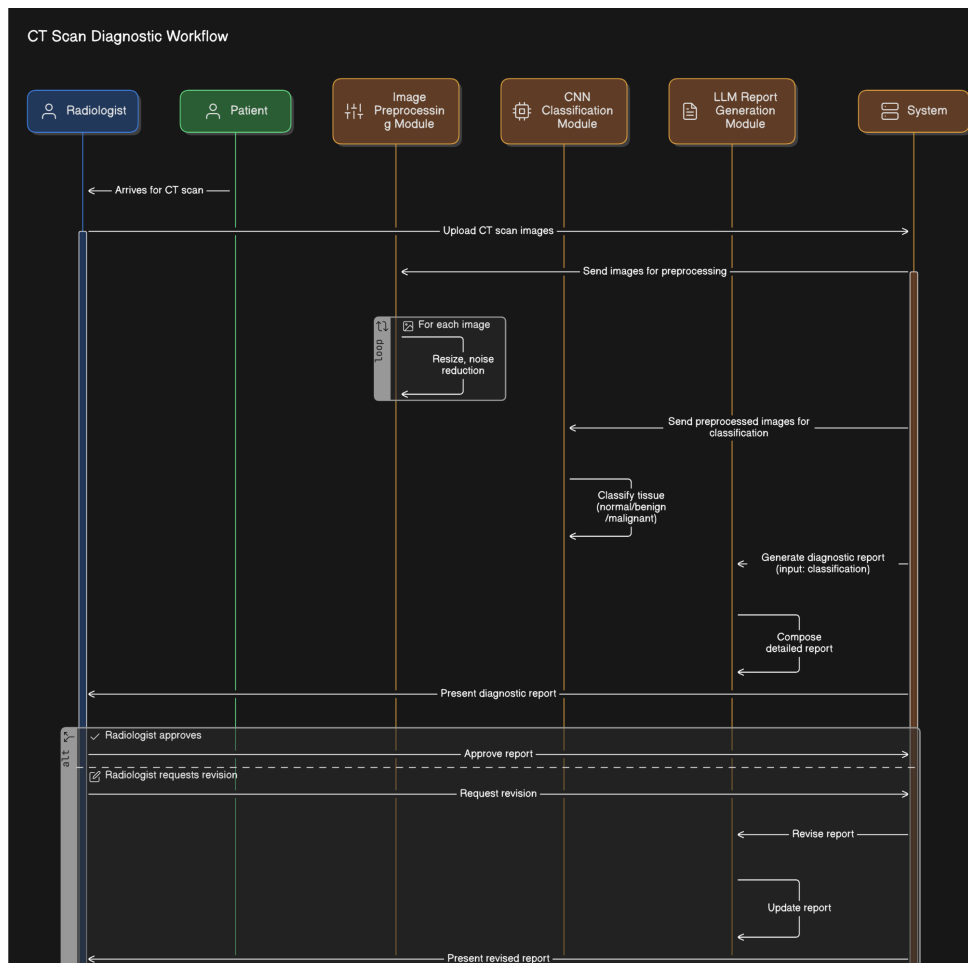 CT Scan Diagnostic Workflow
Radiologist
Patient
Image
Preprocessin
g Module
CNN
Classification
Module
LLM Report
Generation
Module
System
Arrives for CT scan
Upload CT scan images
Send images for preprocessing
loop
For each image
Resize, noise
reduction
Send preprocessed images for
classification
Classify tissue
(normal/benign
/malignant)
Generate diagnostic report
(input: classification)
Compose
detailed report
Present diagnostic report
alt
Radiologist approves
Approve report
Radiologist requests revision
Request revision
Revise report
Update report
Present revised report